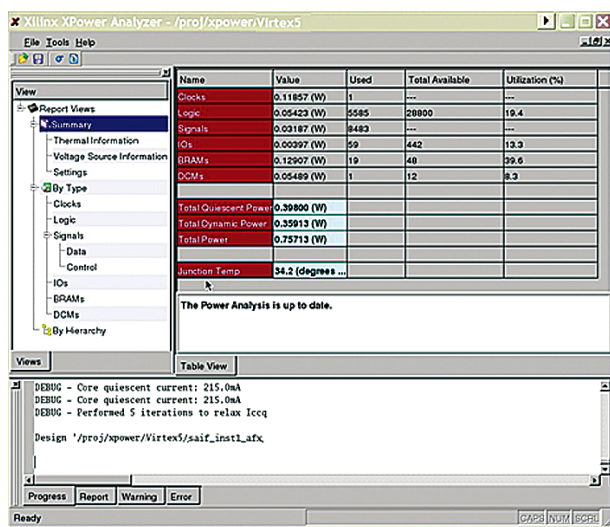 Xilinx XPower Analyzer - /proj/xpower/Virtex5
File Tools Help
View
Report Views
Summary
Thermal Information
Voltage Source Information
Settings
By Type
Clocks
Logic
Signals
Data
Control
IOs
BRAMs
DCMs
By Hierarchy
Views
Name Value Used Total Available Utilization (%)
Clocks 0.11857 (W) 1 --- ---
Logic 0.05423 (W) 5585 28800 19.4
Signals 0.03187 (W) 8483 --- ---
IOs 0.00397 (W) 59 442 13.3
BRAMs 0.12907 (W) 19 48 39.6
DCMs 0.05489 (W) 1 12 8.3
Total Quiescent Power 0.39800 (W)
Total Dynamic Power 0.35913 (W)
Total Power 0.75713 (W)
Junction Temp 34.2 (degrees ...
The Power Analysis is up to date.
Table View
DEBUG - Core quiescent current: 215.0mA
DEBUG - Core quiescent current: 215.0mA
DEBUG - Performed 5 iterations to relax Iccq
Design '/proj/xpower/Virtex5/saif_inst1_afx
Progress Report Warning Error
Ready CAPS NUM SCRL